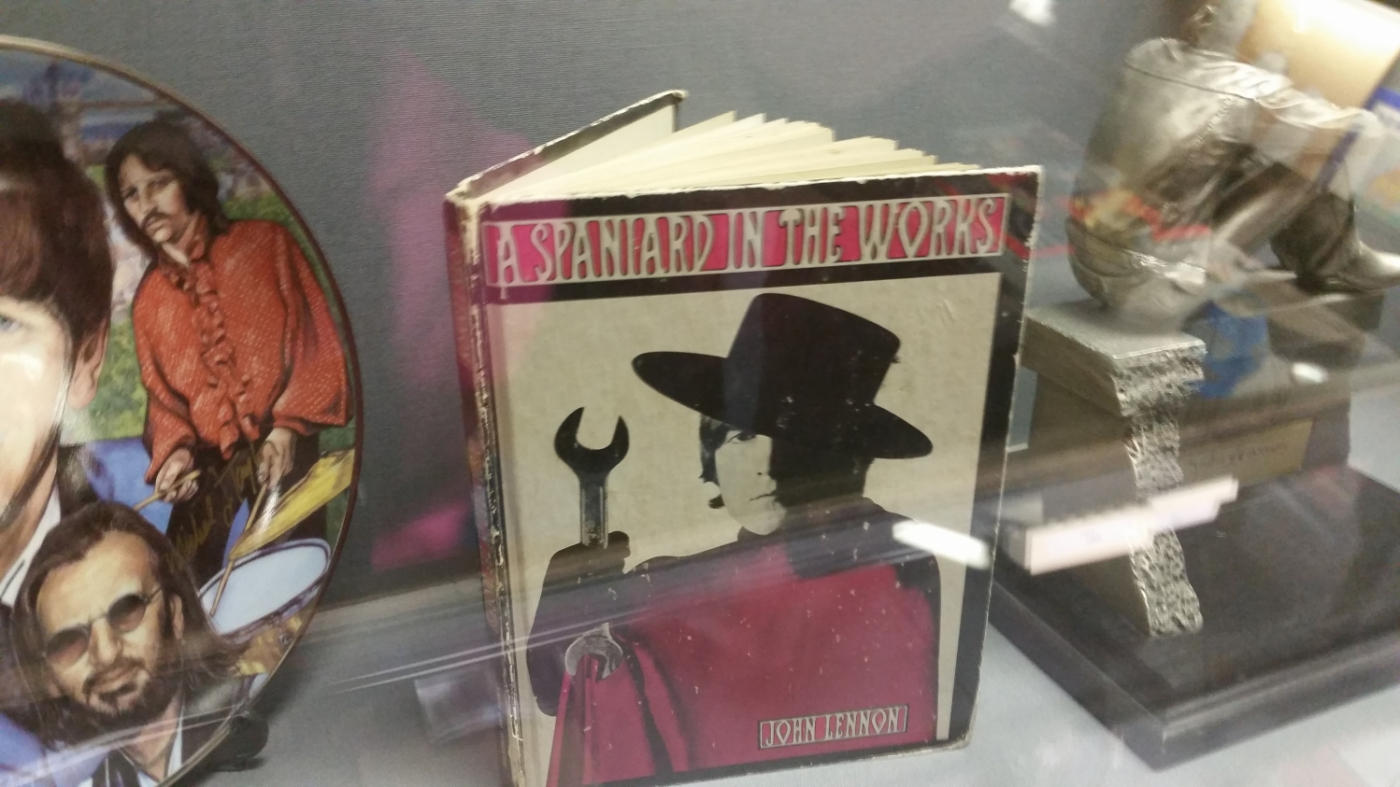 A SPANIARD IN THE WORKS
JOHN LENNON